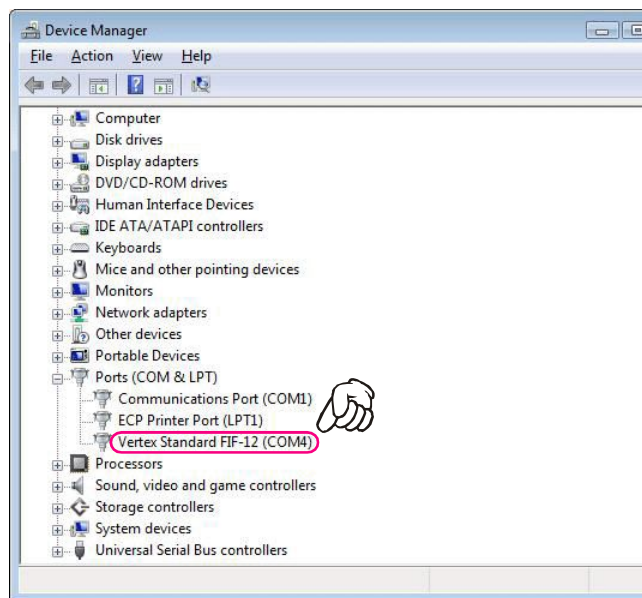 Device Manager
File Action View Help
Computer
Disk drives
Display adapters
DVD/CD-ROM drives
Human Interface Devices
IDE ATA/ATAPI controllers
Keyboards
Mice and other pointing devices
Monitors
Network adapters
Other devices
Portable Devices
Ports (COM & LPT)
Communications Port (COM1)
ECP Printer Port (LPT1)
Vertex Standard FIF-12 (COM4)
Processors
Sound, video and game controllers
Storage controllers
System devices
Universal Serial Bus controllers